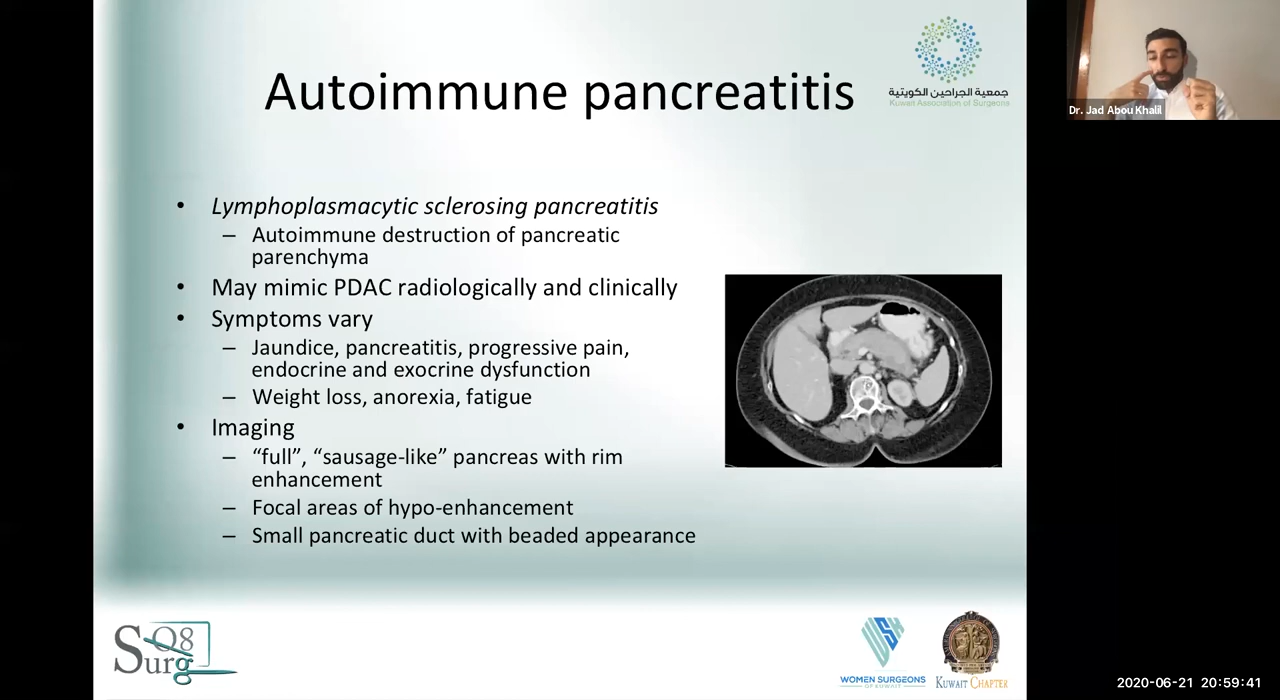 Autoimmune pancreatitis
جمعية الجراحين الكويتية
Kuwait Association of Surgeons
Dr. Jad Abou Khalil
• Lymphoplasmacytic sclerosing pancreatitis
– Autoimmune destruction of pancreatic
parenchyma
• May mimic PDAC radiologically and clinically
• Symptoms vary
– Jaundice, pancreatitis, progressive pain,
endocrine and exocrine dysfunction
– Weight loss, anorexia, fatigue
• Imaging
– “full”, “sausage-like” pancreas with rim
enhancement
– Focal areas of hypo-enhancement
– Small pancreatic duct with beaded appearance
Surg Q8
WSK
WOMEN SURGEONS
OF KUWAIT
KUWAIT CHAPTER
2020-06-21 20:59:41